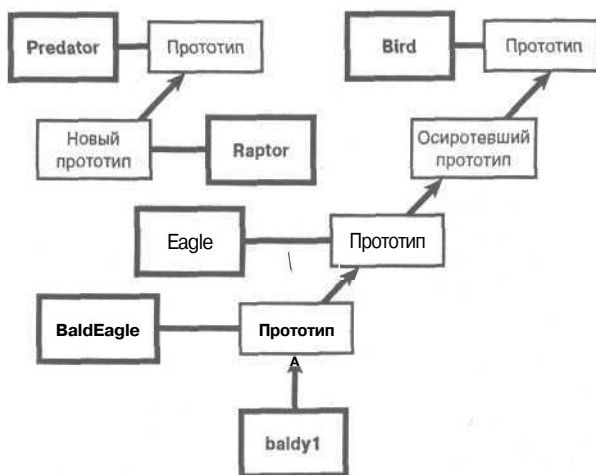 Predator
Прототип
Bird
Прототип
Новый
прототип
Raptor
Осиротевший
прототип
Eagle
Прототип
BaldEagle
Прототип
A
baldy1